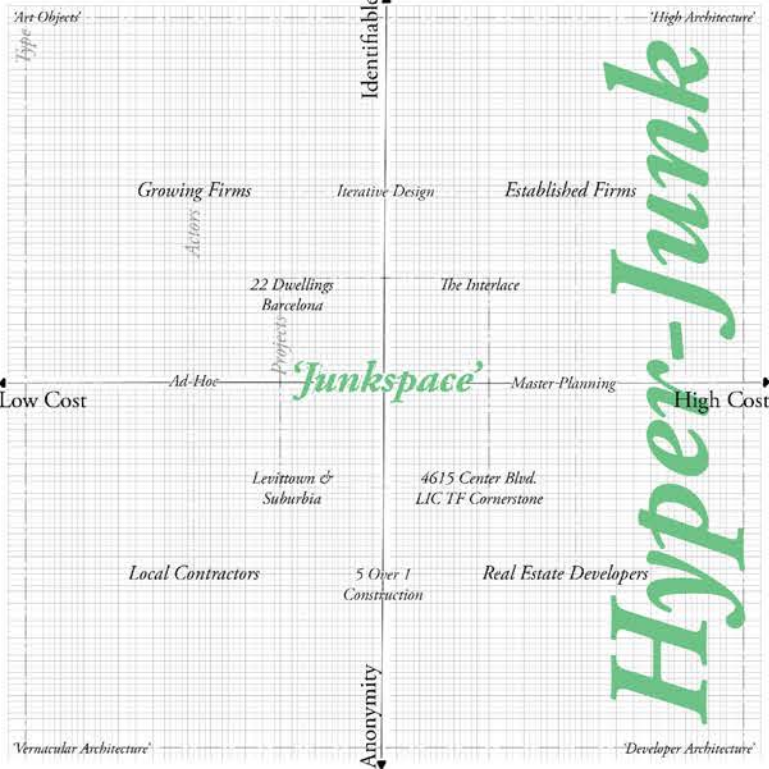 'Art Objects'
Identifiable
'High Architecture'
Type
Growing Firms
Iterative Design
Established Firms
Actors
22 Dwellings
Barcelona
The Interlace
Projects
Ad-Hoc
'Junkspace'
Master Planning
Low Cost
High Cost
Hyper-Junk
Levittown &
Suburbia
4615 Center Blvd.
LIC TF Cornerstone
Local Contractors
5 Over 1
Construction
Real Estate Developers
Anonymity
'Vernacular Architecture'
'Developer Architecture'